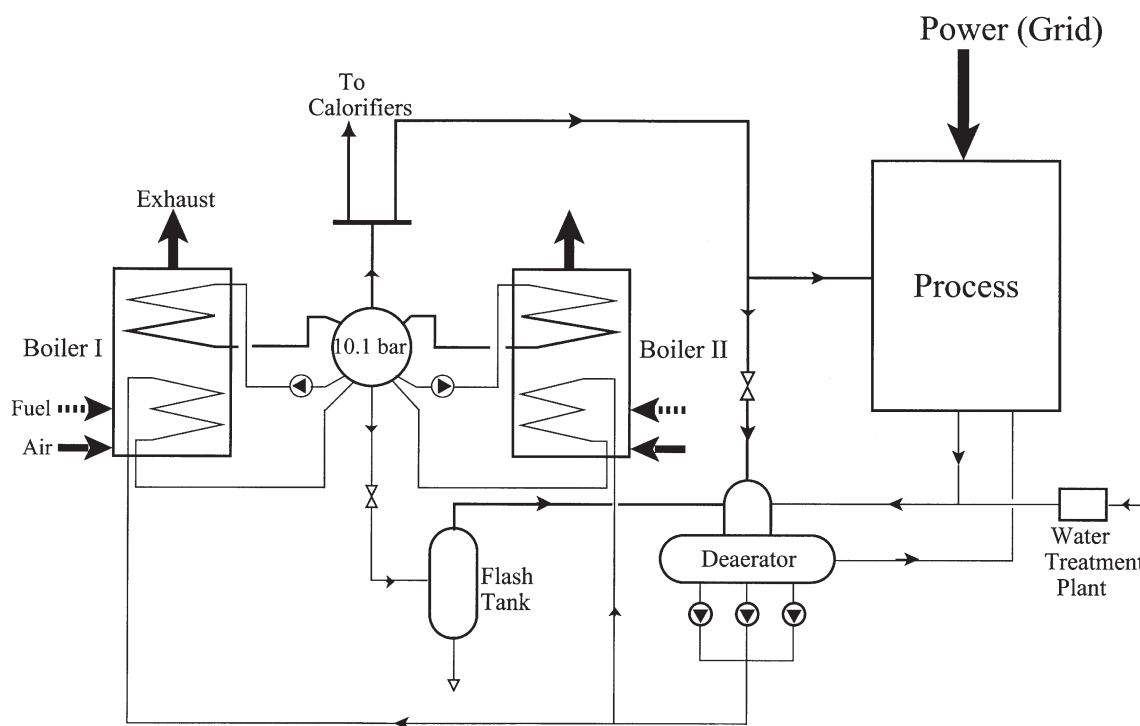 Power (Grid)
To
Calorifiers
Exhaust
Process
Boiler I
10.1 bar
Boiler II
Fuel
Air
Water
Treatment
Plant
Deaerator
Flash
Tank